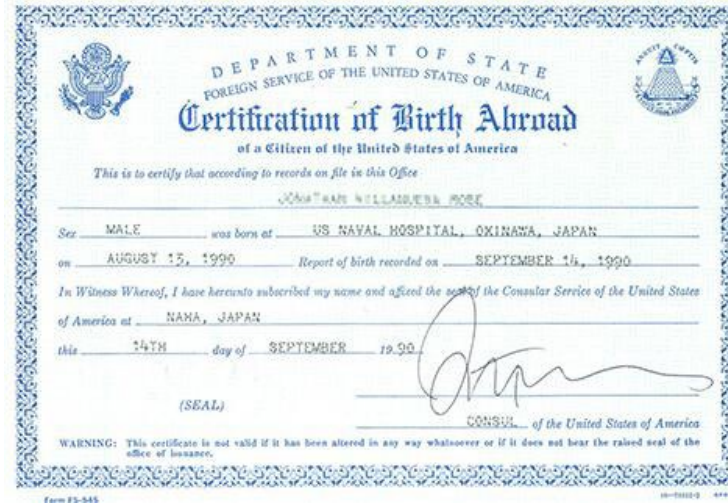 DEPARTMENT OF STATE
FOREIGN SERVICE OF THE UNITED STATES OF AMERICA
Certification of Birth Abroad
of a Citizen of the United States of America
This is to certify that according to records on file in this Office
JONATHAN
Sex MALE was born at US NAVAL HOSPITAL, OKINAWA, JAPAN
on AUGUST 15, 1990 Report of birth recorded on SEPTEMBER 14, 1990
In Witness Whereof, I have hereunto subscribed my name and affixed the seal of the Consular Service of the United States
of America at NAHA, JAPAN
this 14TH day of SEPTEMBER 1990
(SEAL)
CONSUL of the United States of America
WARNING: This certificate is not valid if it has been altered in any way whatsoever or if it does not bear the raised seal of the
office of issuance.
Form FS-545